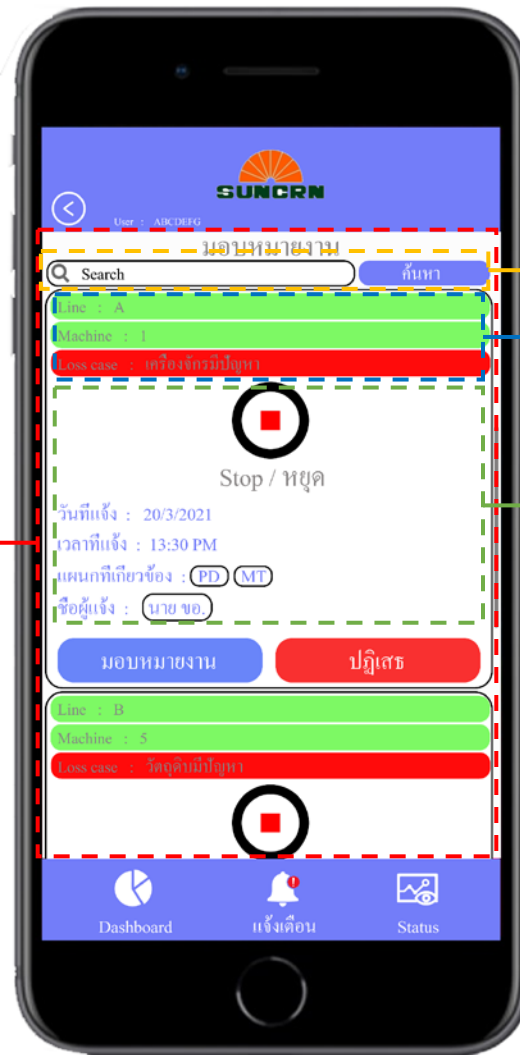 SUNCRN
User : ABCDEFG
มอบหมายงาน
Search ค้นหา
Line : A
Machine : 1
Loss case : เครื่องจักรมีปัญหา
Stop / หยุด
วันที่แจ้ง : 20/3/2021
เวลาที่แจ้ง : 13:30 PM
แผนกที่เกี่ยวข้อง : PD MT
ชื่อผู้แจ้ง : นาย ขอ.
มอบหมายงาน ปฏิเสธ
Line : B
Machine : 5
Loss case : วัตถุดิบมีปัญหา
Dashboard แจ้งเตือน Status